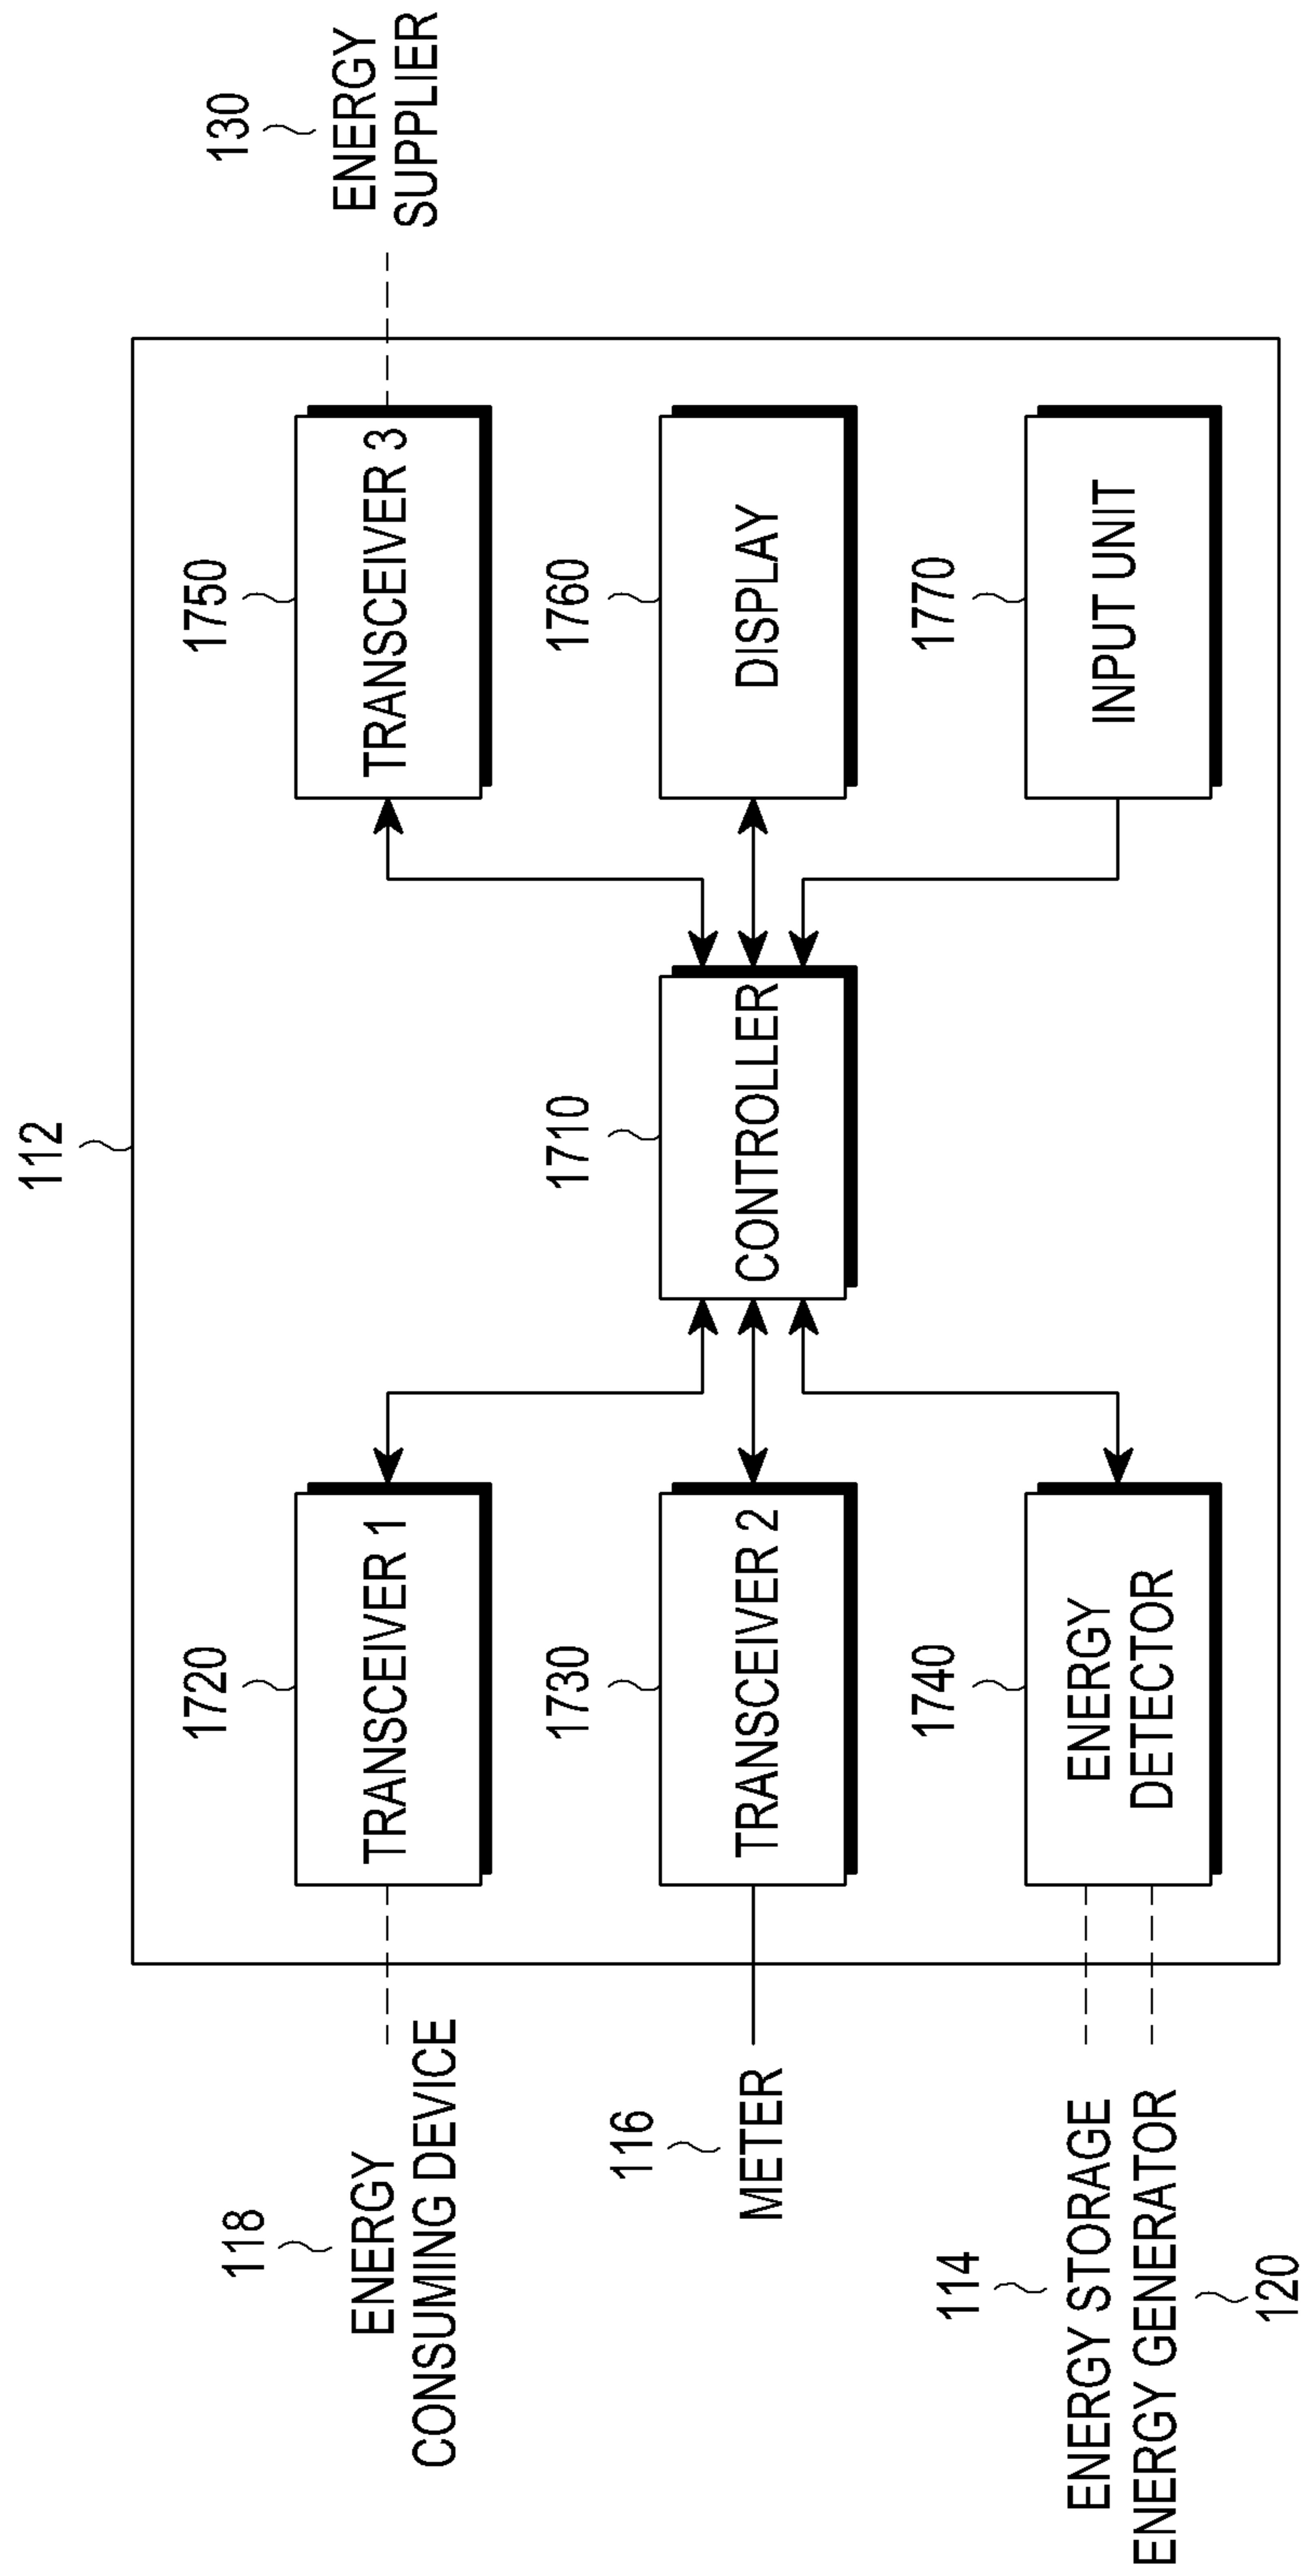 112
118
ENERGY
CONSUMING DEVICE
1720
TRANSCEIVER 1
1750
TRANSCEIVER 3
130
ENERGY
SUPPLIER
116
METER
1730
TRANSCEIVER 2
1710
CONTROLLER
1760
DISPLAY
114
ENERGY STORAGE
ENERGY GENERATOR
120
1740
ENERGY
DETECTOR
1770
INPUT UNIT